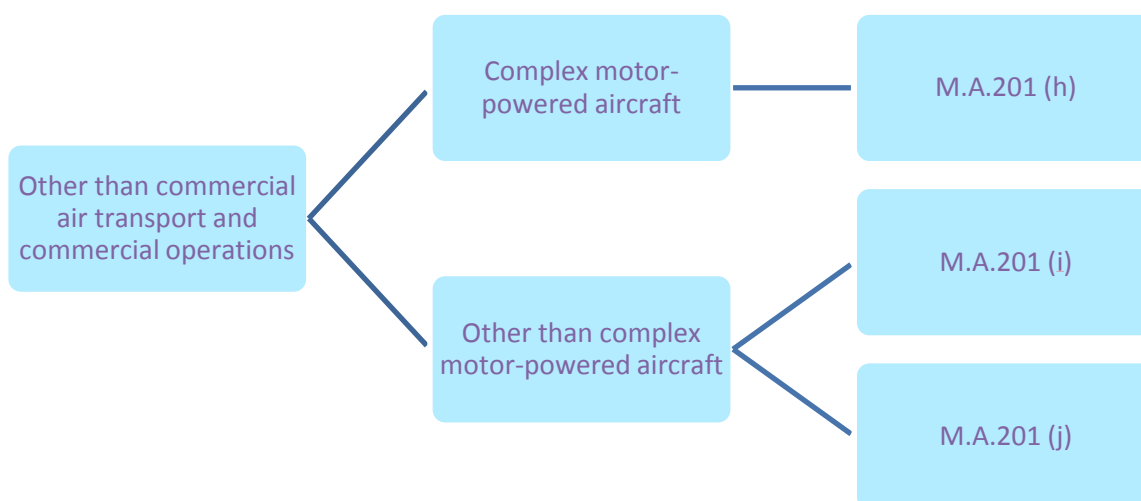 Other than commercial
air transport and
commercial operations
Complex motor-
powered aircraft
M.A.201 (h)
Other than complex
motor-powered aircraft
M.A.201 (i)
M.A.201 (j)